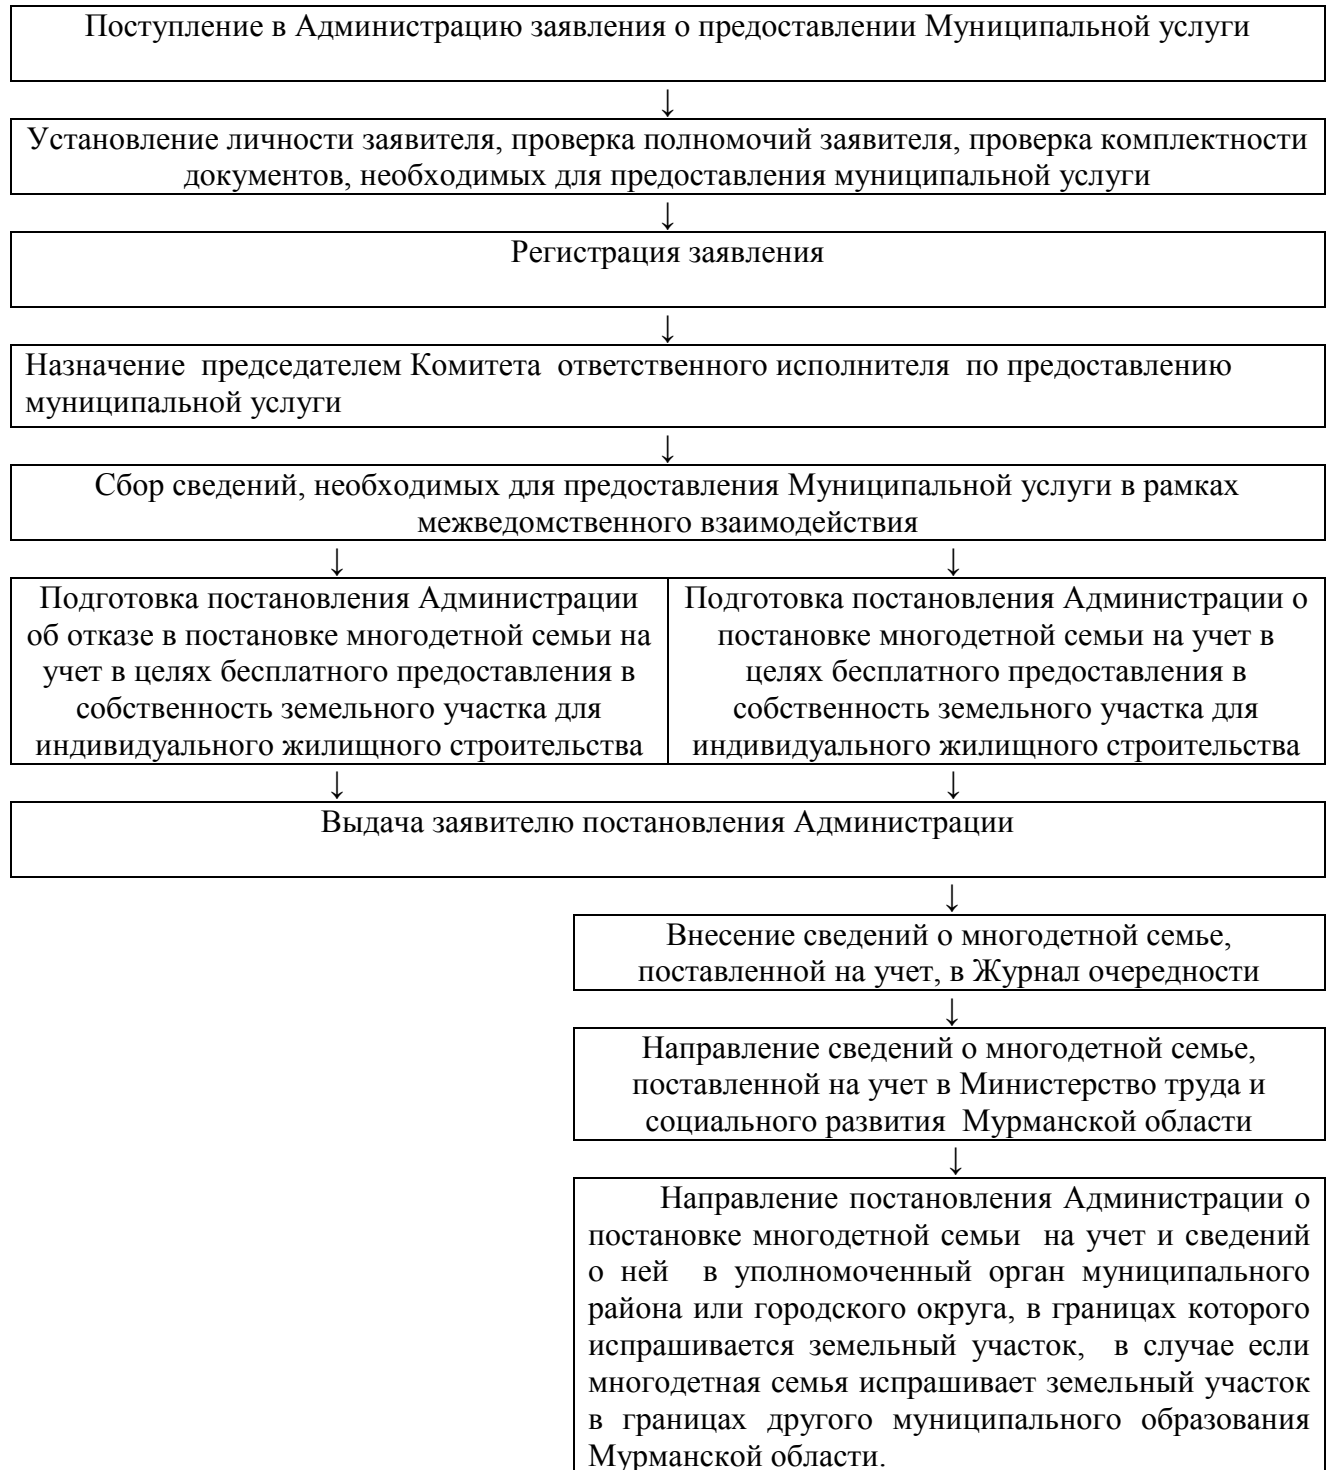 Поступление в Администрацию заявления о предоставлении Муниципальной услуги
↓
Установление личности заявителя, проверка полномочий заявителя, проверка комплектности
документов, необходимых для предоставления муниципальной услуги
↓
Регистрация заявления
↓
Назначение председателем Комитета ответственного исполнителя по предоставлению
муниципальной услуги
↓
Сбор сведений, необходимых для предоставления Муниципальной услуги в рамках
межведомственного взаимодействия
↓ ↓
Подготовка постановления Администрации
об отказе в постановке многодетной семьи на
учет в целях бесплатного предоставления в
собственность земельного участка для
индивидуального жилищного строительства
Подготовка постановления Администрации о
постановке многодетной семьи на учет в
целях бесплатного предоставления в
собственность земельного участка для
индивидуального жилищного строительства
↓ ↓
Выдача заявителю постановления Администрации
↓
Внесение сведений о многодетной семье,
поставленной на учет, в Журнал очередности
↓
Направление сведений о многодетной семье,
поставленной на учет в Министерство труда и
социального развития Мурманской области
↓
Направление постановления Администрации о
постановке многодетной семьи на учет и сведений
о ней в уполномоченный орган муниципального
района или городского округа, в границах которого
испрашивается земельный участок, в случае если
многодетная семья испрашивает земельный участок
в границах другого муниципального образования
Мурманской области.